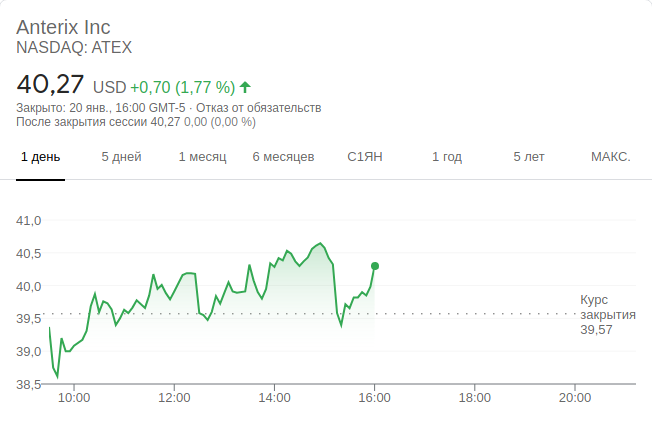 Anterix Inc
NASDAQ: ATEX
40,27 USD +0,70 (1,77 %)
Закрыто: 20 янв., 16:00 GMT-5 · Отказ от обязательств
После закрытия сессии 40,27 0,00 (0,00 %)
1 день 5 дней 1 месяц 6 месяцев С1ЯН 1 год 5 лет МАКС.
41,0
40,5
40,0
39,5
39,0
38,5
Курс
закрытия
39,57
10:00 12:00 14:00 16:00 18:00 20:00